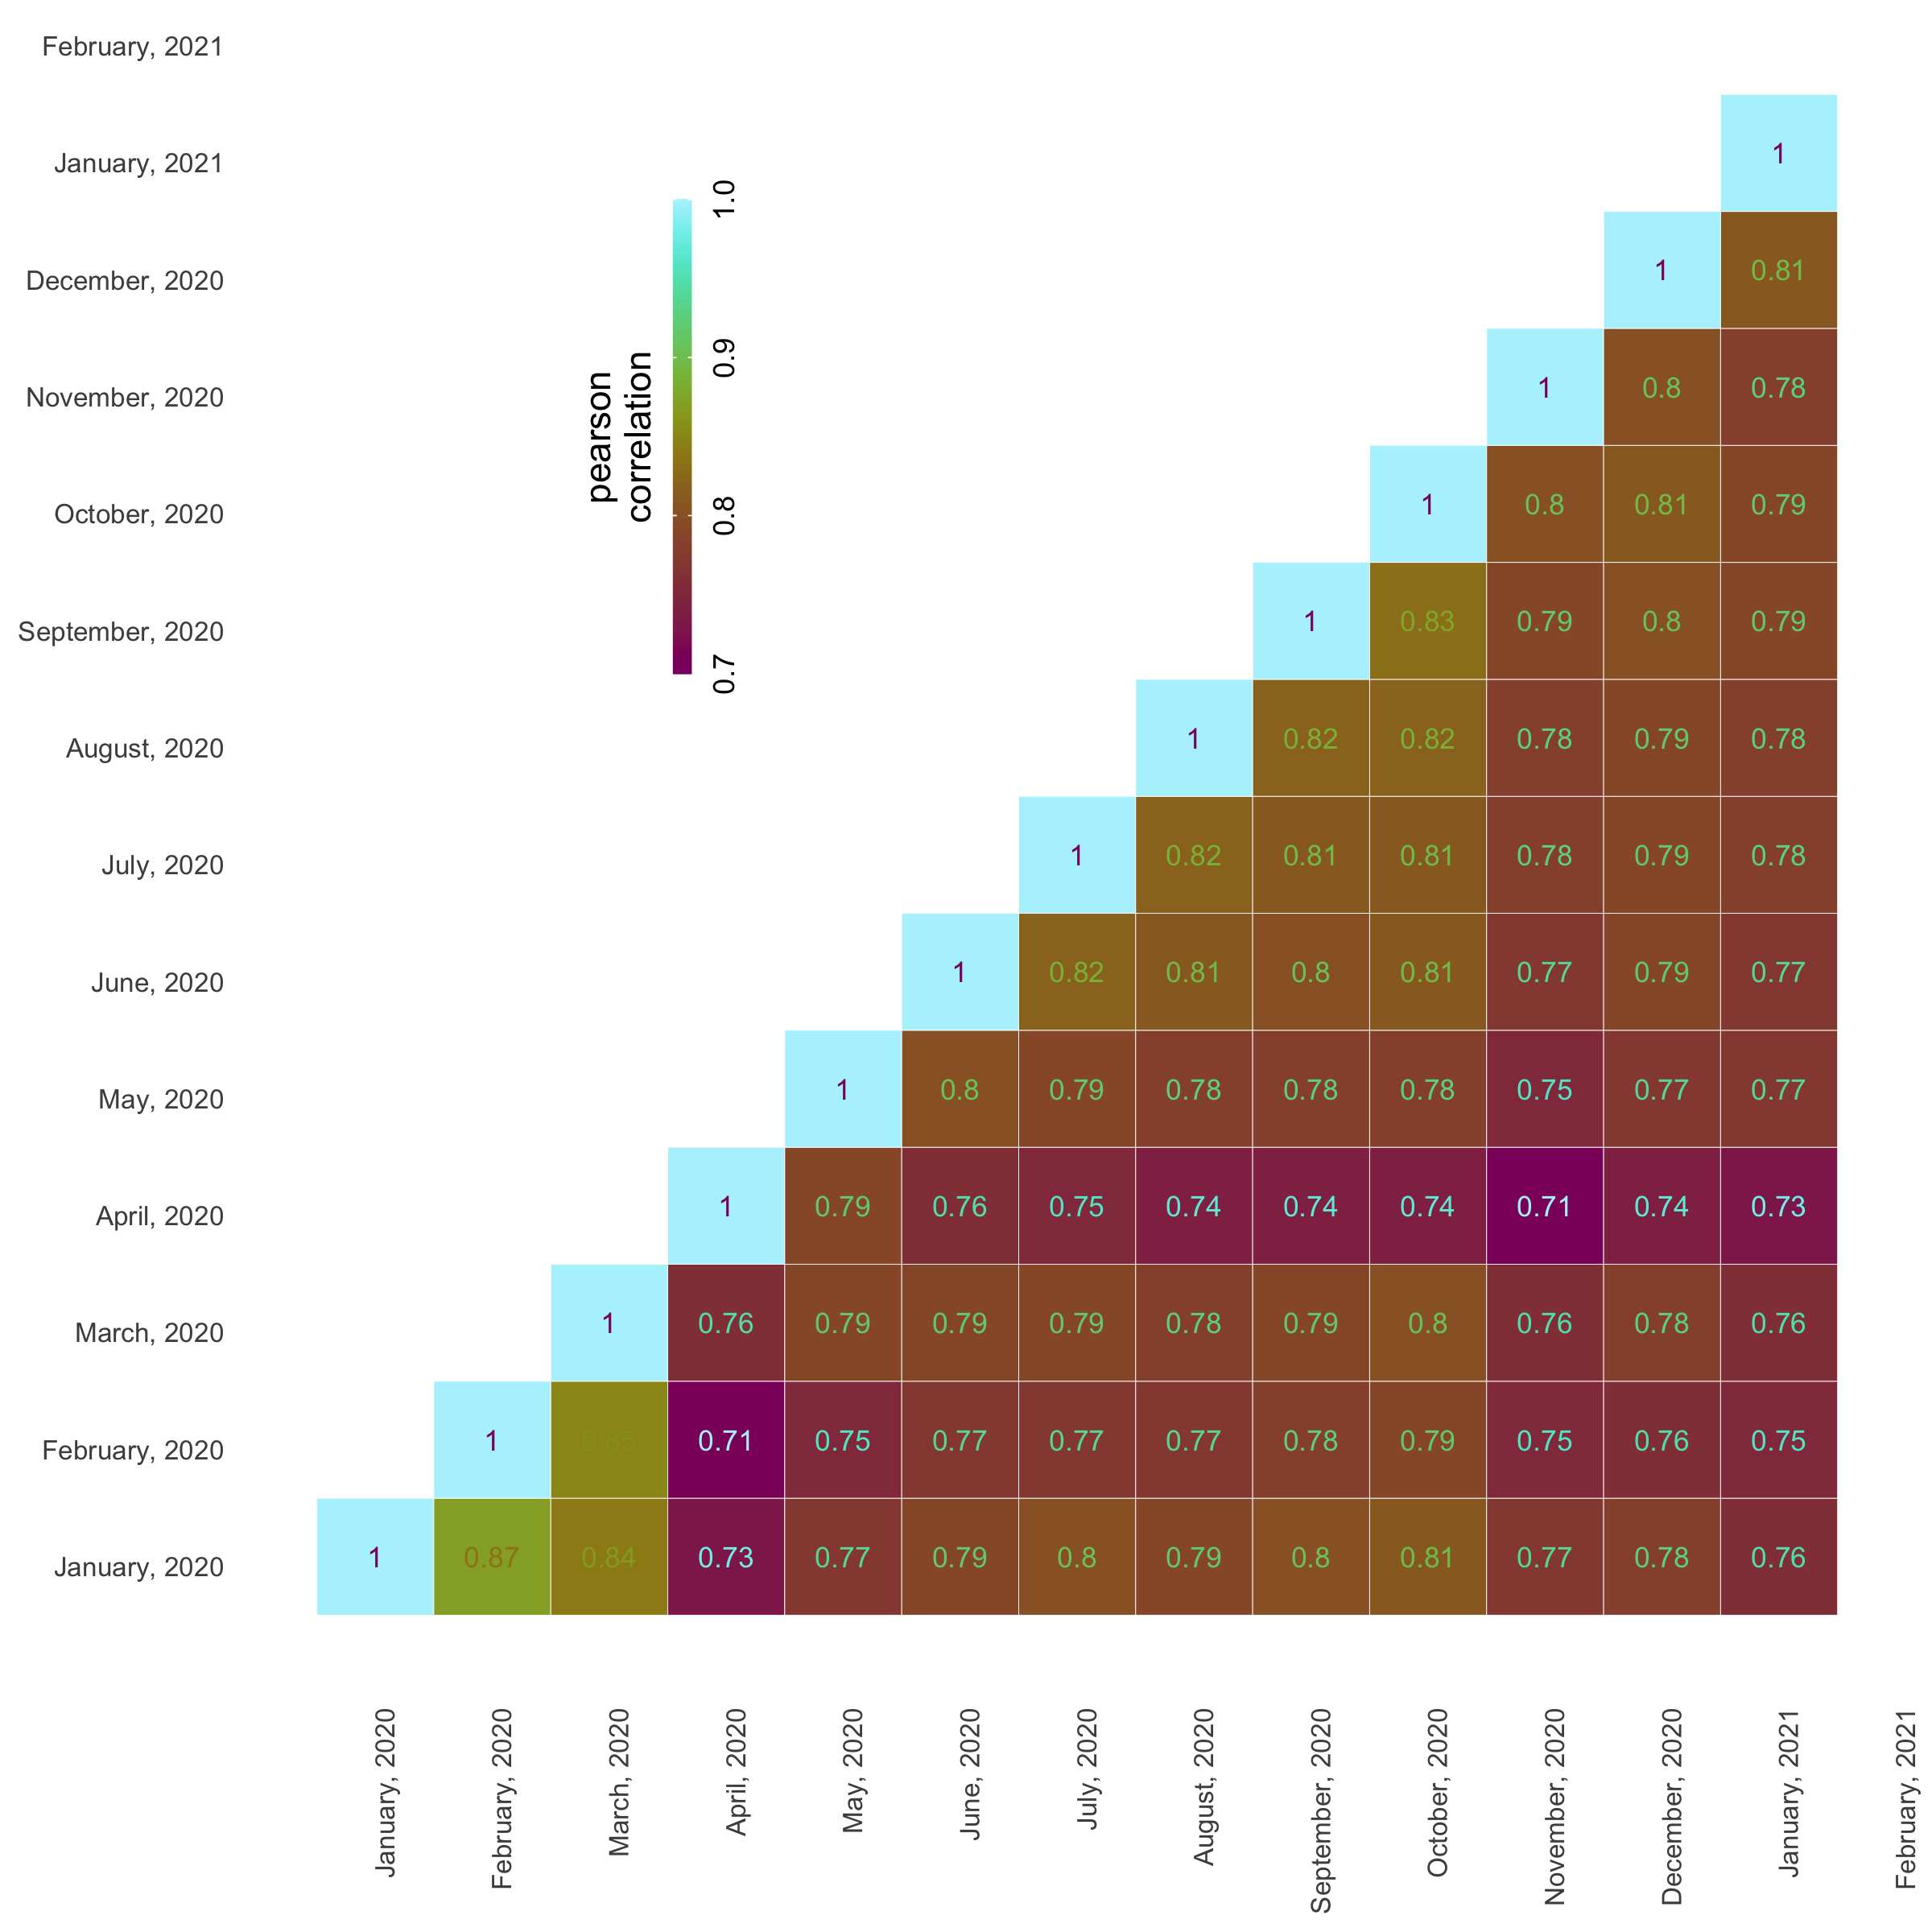 February, 2021
January, 2021
1
December, 2020
1 0.81
November, 2020
1 0.8 0.78
October, 2020
1 0.8 0.81 0.79
September, 2020
1 0.83 0.79 0.8 0.79
August, 2020
1 0.82 0.82 0.78 0.79 0.78
July, 2020
1 0.82 0.81 0.81 0.78 0.79 0.78
June, 2020
1 0.82 0.81 0.8 0.81 0.77 0.79 0.77
May, 2020
1 0.8 0.79 0.78 0.78 0.78 0.75 0.77 0.77
April, 2020
1 0.79 0.76 0.75 0.74 0.74 0.74 0.71 0.74 0.73
March, 2020
1 0.76 0.79 0.79 0.79 0.78 0.79 0.8 0.76 0.78 0.76
February, 2020
1 0.85 0.71 0.75 0.77 0.77 0.77 0.78 0.79 0.75 0.76 0.75
January, 2020
1 0.87 0.84 0.73 0.77 0.79 0.8 0.79 0.8 0.81 0.77 0.78 0.76
pearson
correlation
1.0
0.9
0.8
0.7
January, 2020
February, 2020
March, 2020
April, 2020
May, 2020
June, 2020
July, 2020
August, 2020
September, 2020
October, 2020
November, 2020
December, 2020
January, 2021
February, 2021